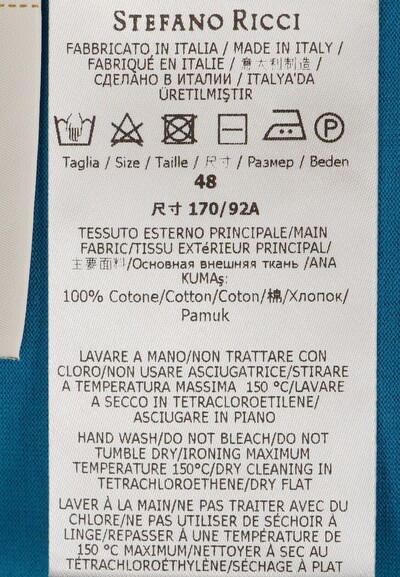 STEFANO RICCI
FABBRICATO IN ITALIA / MADE IN ITALY /
FABRIQUÉ EN ITALIE / 意大利制造 /
СДЕЛАНО В ИТАЛИИ / ITALYA'DA
ÜRETILMIŞTIR
P
Taglia / Size / Taille / 尺寸 / Размер / Beden
48
尺寸 170/92A
TESSUTO ESTERNO PRINCIPALE/MAIN
FABRIC/TISSU EXTéRIEUR PRINCIPAL/
主要面料/Основная внешняя ткань /ANA
KUMAş:
100% Cotone/Cotton/Coton/棉/Хлопок/
Pamuk
LAVARE A MANO/NON TRATTARE CON
CLORO/NON USARE ASCIUGATRICE/STIRARE
A TEMPERATURA MASSIMA 150 °C/LAVARE
A SECCO IN TETRACLOROETILENE/
ASCIUGARE IN PIANO
HAND WASH/DO NOT BLEACH/DO NOT
TUMBLE DRY/IRONING MAXIMUM
TEMPERATURE 150°C/DRY CLEANING IN
TETRACHLOROETHENE/DRY FLAT
LAVER À LA MAIN/NE PAS TRAITER AVEC DU
CHLORE/NE PAS UTILISER DE SÉCHOIR À
LINGE/REPASSER À UNE TEMPÉRATURE DE
150 °C MAXIMUM/NETTOYER À SEC AU
TÉTRACHLOROÉTHYLÈNE/SÉCHAGE À PLAT